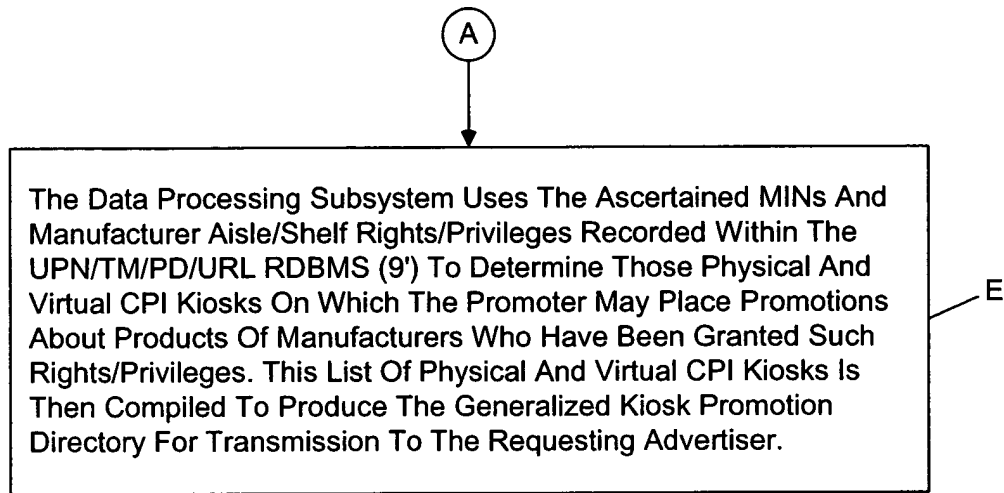 A
The Data Processing Subsystem Uses The Ascertained MINs And
Manufacturer Aisle/Shelf Rights/Privileges Recorded Within The
UPN/TM/PD/URL RDBMS (9') To Determine Those Physical And
Virtual CPI Kiosks On Which The Promoter May Place Promotions
About Products Of Manufacturers Who Have Been Granted Such
Rights/Privileges. This List Of Physical And Virtual CPI Kiosks Is
Then Compiled To Produce The Generalized Kiosk Promotion
Directory For Transmission To The Requesting Advertiser.
E